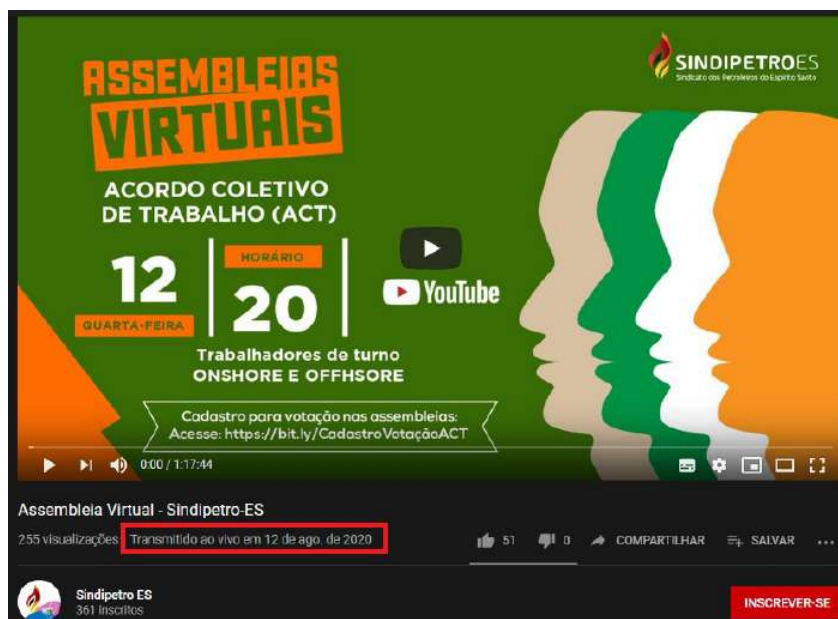 ASSEMBLEIAS
VIRTUAIS
SINDIPETROES
Sindicato dos Petroleiros do Espírito Santo
ACORDO COLETIVO
DE TRABALHO (ACT)
12
QUARTA-FEIRA
HORÁRIO
20
YouTube
Trabalhadores de turno
ONSHORE E OFFHSORE
Cadastro para votação nas assembleias:
Acesse: https://bit.ly/CadastroVotaçãoACT
0:00 / 1:17:44
Assembleia Virtual - Sindipetro-ES
255 visualizações Transmitido ao vivo em 12 de ago. de 2020
51 0 COMPARTILHAR SALVAR ...
Sindipetro ES
361 inscritos
INSCREVER-SE